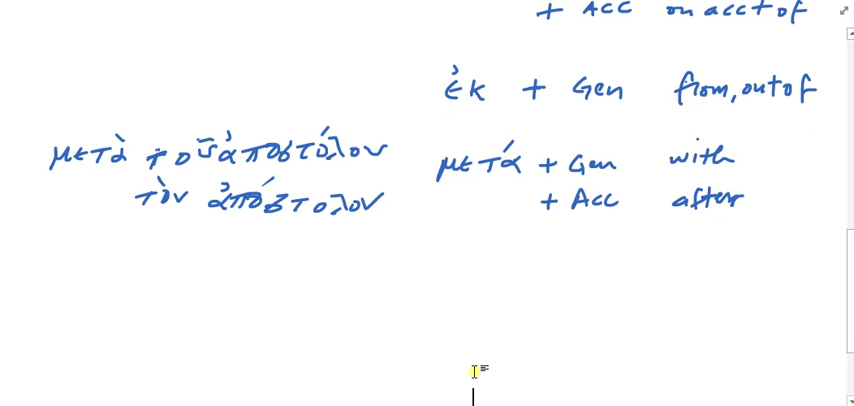 + Acc on acct of
ἐκ + Gen from, out of
μετὰ τοῦ ἀποστόλου μετά + Gen with
τὸν ἀπόστολον + Acc after